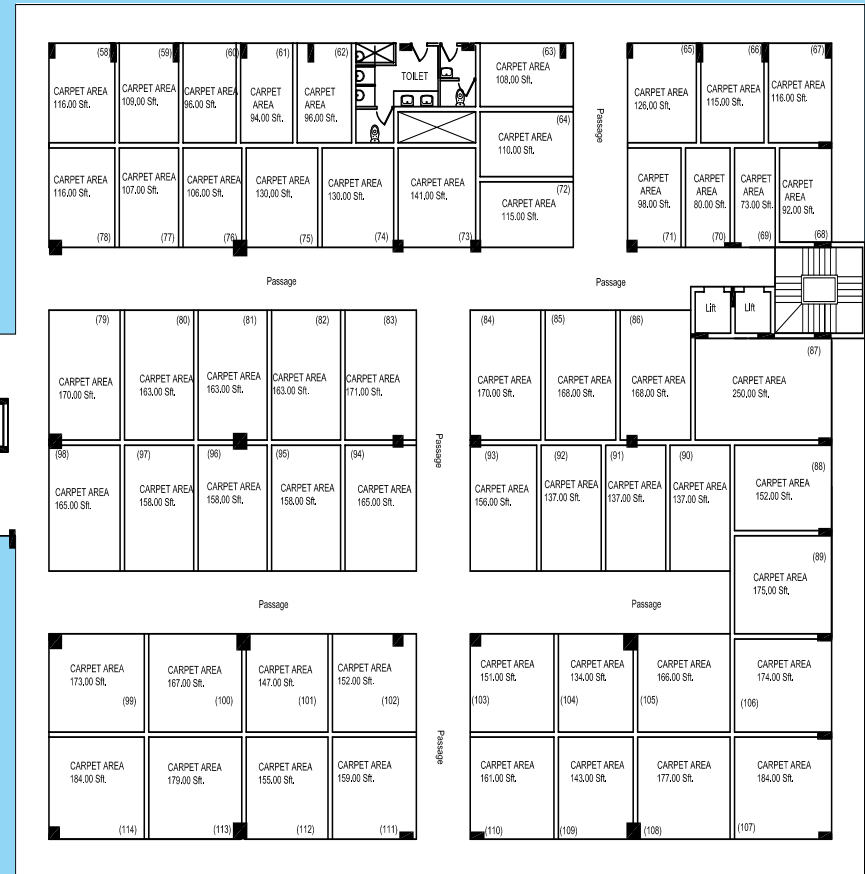 (58)
CARPET AREA
116.00 Sft.
(59)
CARPET AREA
109.00 Sft.
(60)
CARPET AREA
96.00 Sft.
(61)
CARPET
AREA
94.00 Sft.
(62)
CARPET
AREA
96.00 Sft.
TOILET
(63)
CARPET AREA
108.00 Sft.
(64)
CARPET AREA
110.00 Sft.
(72)
CARPET AREA
115.00 Sft.
Passage
(65)
CARPET AREA
126.00 Sft.
(66)
CARPET AREA
115.00 Sft.
(67)
CARPET AREA
116.00 Sft.
CARPET AREA
116.00 Sft.
(78)
CARPET AREA
107.00 Sft.
(77)
CARPET AREA
106.00 Sft.
(76)
CARPET AREA
130.00 Sft.
(75)
CARPET AREA
130.00 Sft.
(74)
CARPET AREA
141.00 Sft.
(73)
CARPET
AREA
98.00 Sft.
(71)
CARPET
AREA
80.00 Sft.
(70)
CARPET
AREA
73.00 Sft.
(69)
CARPET
AREA
92.00 Sft.
(68)
Passage
Passage
Lift
Lift
(79)
CARPET AREA
170.00 Sft.
(80)
CARPET AREA
163.00 Sft.
(81)
CARPET AREA
163.00 Sft.
(82)
CARPET AREA
163.00 Sft.
(83)
CARPET AREA
171.00 Sft.
(84)
CARPET AREA
170.00 Sft.
(85)
CARPET AREA
168.00 Sft.
(86)
CARPET AREA
168.00 Sft.
(87)
CARPET AREA
250.00 Sft.
Passage
(98)
CARPET AREA
165.00 Sft.
(97)
CARPET AREA
158.00 Sft.
(96)
CARPET AREA
158.00 Sft.
(95)
CARPET AREA
158.00 Sft.
(94)
CARPET AREA
165.00 Sft.
(93)
CARPET AREA
156.00 Sft.
(92)
CARPET AREA
137.00 Sft.
(91)
CARPET AREA
137.00 Sft.
(90)
CARPET AREA
137.00 Sft.
(88)
CARPET AREA
152.00 Sft.
(89)
CARPET AREA
175.00 Sft.
Passage
Passage
CARPET AREA
173.00 Sft.
(99)
CARPET AREA
167.00 Sft.
(100)
CARPET AREA
147.00 Sft.
(101)
CARPET AREA
152.00 Sft.
(102)
CARPET AREA
151.00 Sft.
(103)
CARPET AREA
134.00 Sft.
(104)
CARPET AREA
166.00 Sft.
(105)
CARPET AREA
174.00 Sft.
(106)
Passage
CARPET AREA
184.00 Sft.
(114)
CARPET AREA
179.00 Sft.
(113)
CARPET AREA
155.00 Sft.
(112)
CARPET AREA
159.00 Sft.
(111)
CARPET AREA
161.00 Sft.
(110)
CARPET AREA
143.00 Sft.
(109)
CARPET AREA
177.00 Sft.
(108)
CARPET AREA
184.00 Sft.
(107)